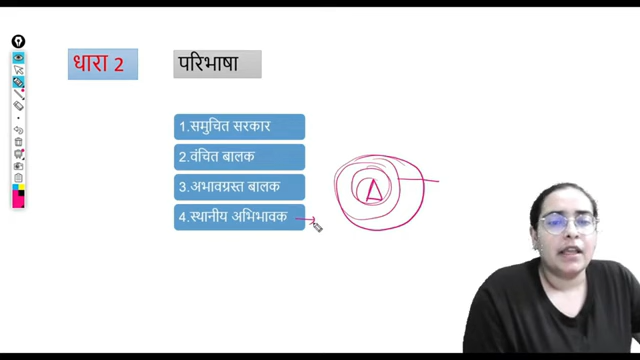 धारा 2
परिभाषा
1.समुचित सरकार
2.वंचित बालक
3.अभावग्रस्त बालक
4.स्थानीय अभिभावक
A